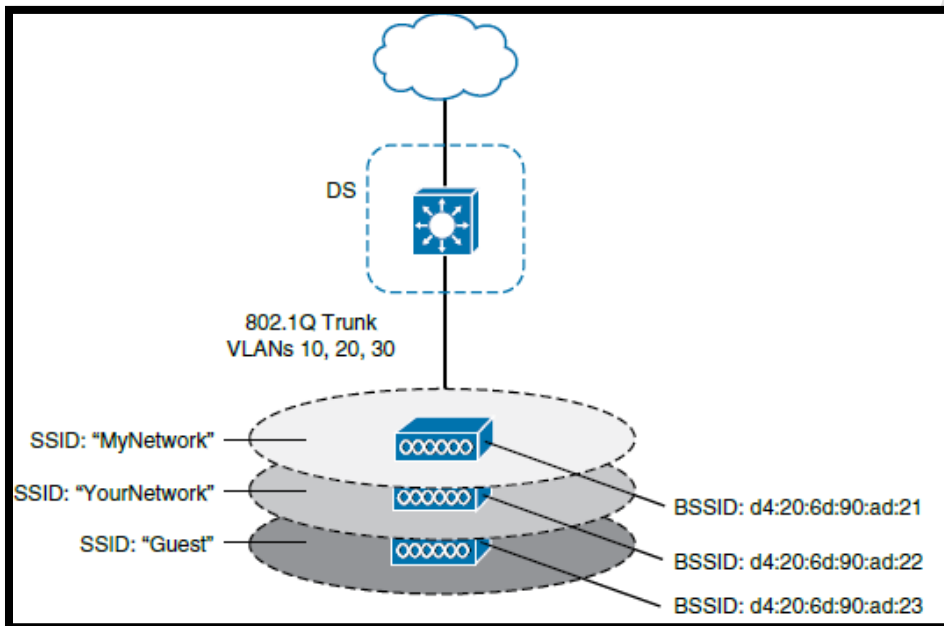 DS
802.1Q Trunk
VLANs 10, 20, 30
SSID: “MyNetwork”
SSID: “YourNetwork”
SSID: “Guest”
BSSID: d4:20:6d:90:ad:21
BSSID: d4:20:6d:90:ad:22
BSSID: d4:20:6d:90:ad:23